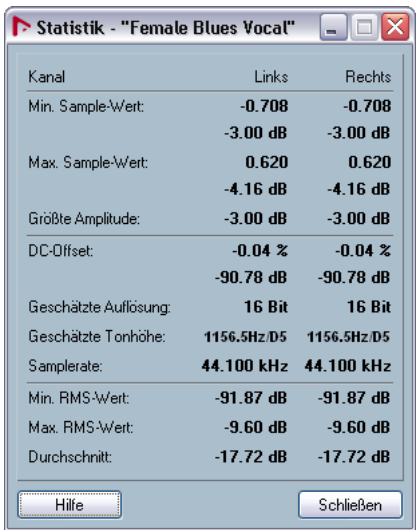 Statistik - "Female Blues Vocal"
Kanal Links Rechts
Min. Sample-Wert: -0.708 -0.708
-3.00 dB -3.00 dB
Max. Sample-Wert: 0.620 0.620
-4.16 dB -4.16 dB
Größte Amplitude: -3.00 dB -3.00 dB
DC-Offset: -0.04 % -0.04 %
-90.78 dB -90.78 dB
Geschätzte Auflösung: 16 Bit 16 Bit
Geschätzte Tonhöhe: 1156.5Hz/D5 1156.5Hz/D5
Samplerate: 44.100 kHz 44.100 kHz
Min. RMS-Wert: -91.87 dB -91.87 dB
Max. RMS-Wert: -9.60 dB -9.60 dB
Durchschnitt: -17.72 dB -17.72 dB
Hilfe Schließen